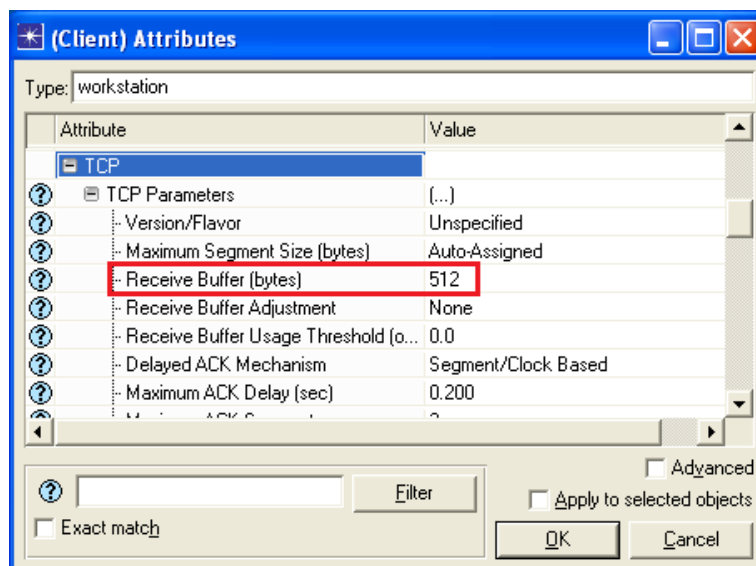 (Client) Attributes
Type: workstation
Attribute Value
TCP
TCP Parameters (...)
Version/Flavor Unspecified
Maximum Segment Size (bytes) Auto-Assigned
Receive Buffer (bytes) 512
Receive Buffer Adjustment None
Receive Buffer Usage Threshold (o... 0.0
Delayed ACK Mechanism Segment/Clock Based
Maximum ACK Delay (sec) 0.200
Advanced
Filter
Apply to selected objects
Exact match
OK Cancel